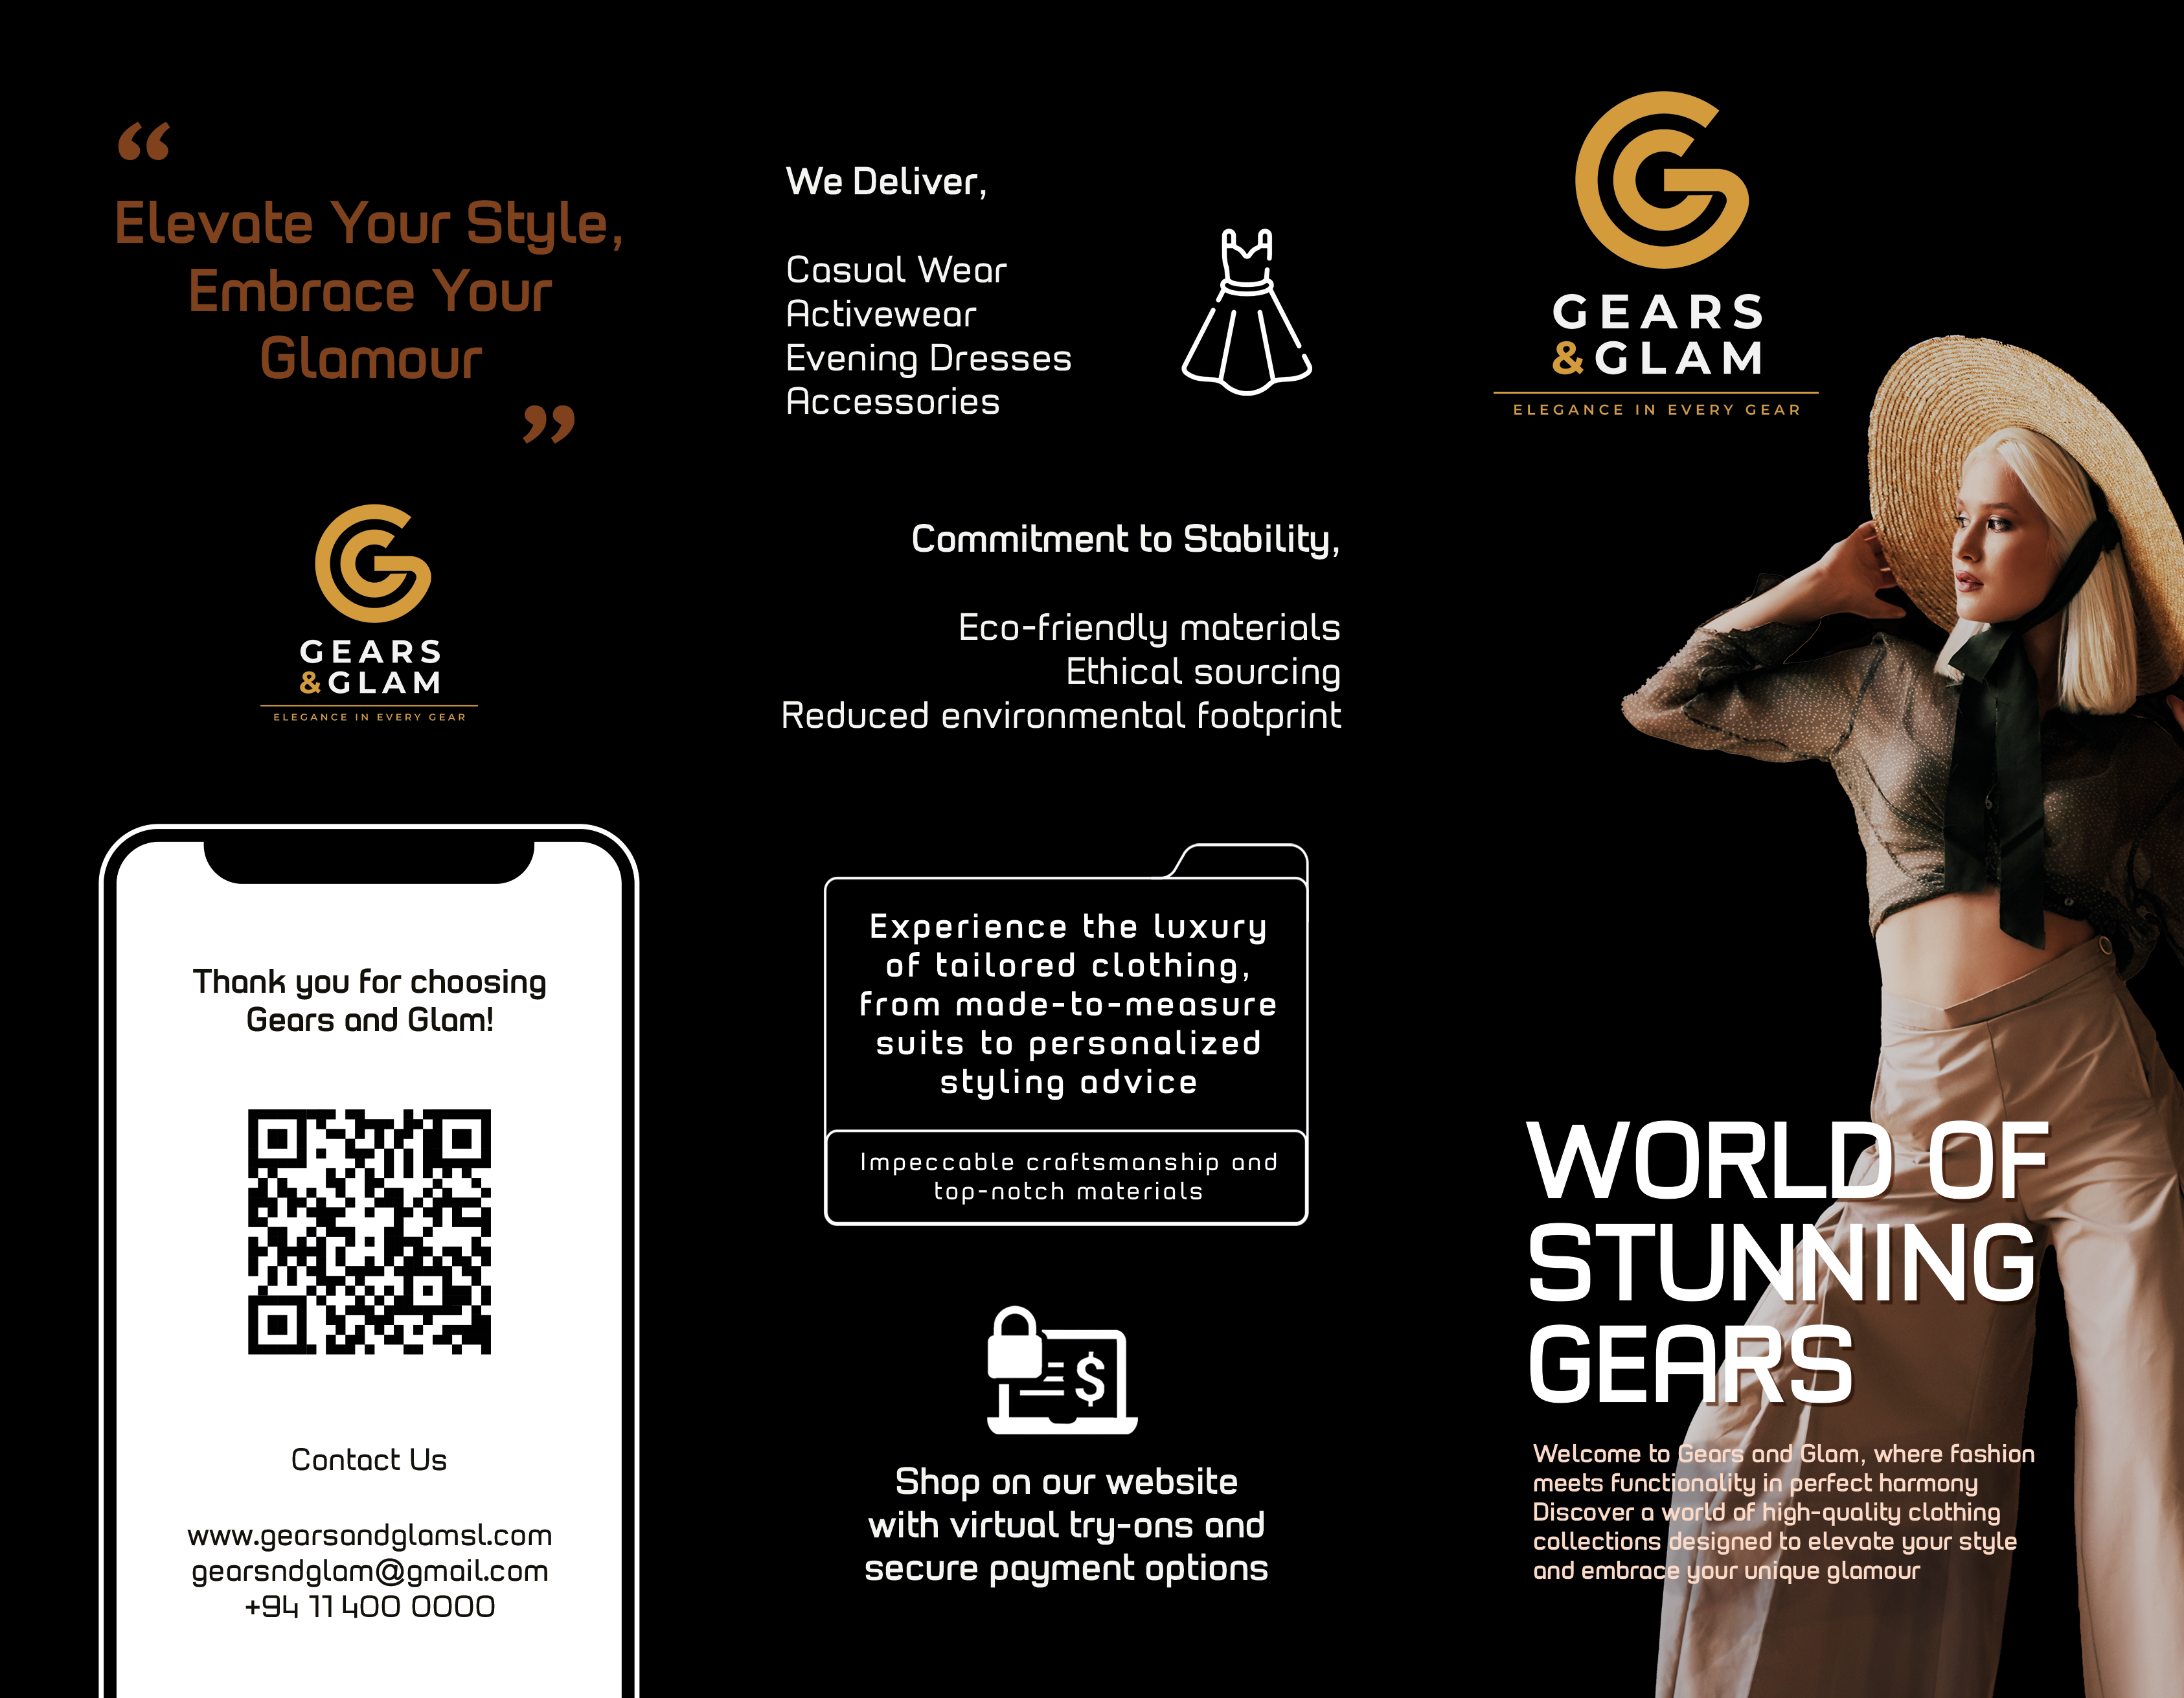 “
Elevate Your Style,
Embrace Your
Glamour
”
GEARS
&GLAM
ELEGANCE IN EVERY GEAR
Thank you for choosing
Gears and Glam!
Contact Us
www.gearsandglamsl.com
gearsndglam@gmail.com
+94 11 400 0000
We Deliver,
Casual Wear
Activewear
Evening Dresses
Accessories
Commitment to Stability,
Eco-friendly materials
Ethical sourcing
Reduced environmental footprint
Experience the luxury
of tailored clothing,
from made-to-measure
suits to personalized
styling advice
Impeccable craftsmanship and
top-notch materials
$
Shop on our website
with virtual try-ons and
secure payment options
GEARS
&GLAM
ELEGANCE IN EVERY GEAR
WORLD OF
STUNNING
GEARS
Welcome to Gears and Glam, where fashion
meets functionality in perfect harmony
Discover a world of high-quality clothing
collections designed to elevate your style
and embrace your unique glamour